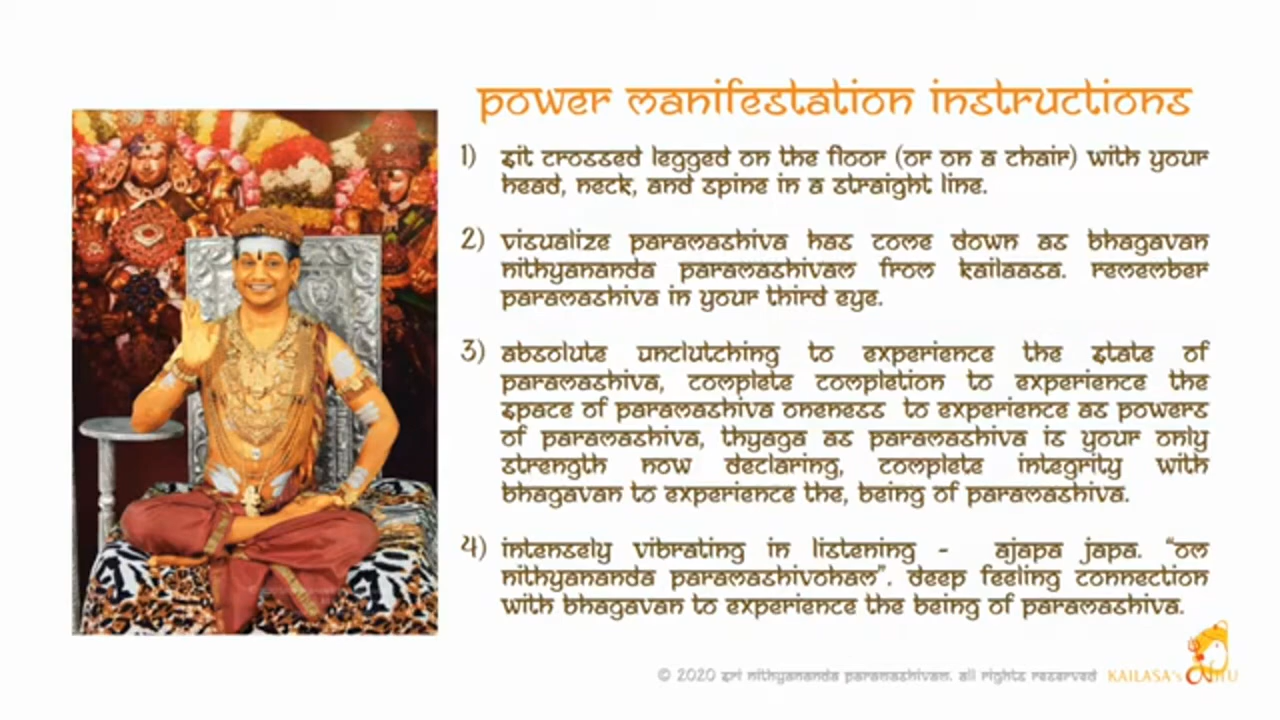 power manifestation instructions
1) sit crossed legged on the floor (or on a chair) with your
head, neck, and spine in a straight line.
2) visualize paramashiva has come down as bhagavan
nithyananda paramashivam from kailaasa. remember
paramashiva in your third eye.
3) absolute unclutching to experience the state of
paramashiva, complete completion to experience the
space of paramashiva oneness to experience as powers
of paramashiva, thyaga as paramashiva is your only
strength now declaring, complete integrity with
bhagavan to experience the, being of paramashiva.
4) intensely vibrating in listening - ajapa japa. “om
nithyananda paramashivoham”. deep feeling connection
with bhagavan to experience the being of paramashiva.
© 2020 sri nithyananda paramashivam. all rights reserved KAILASA's